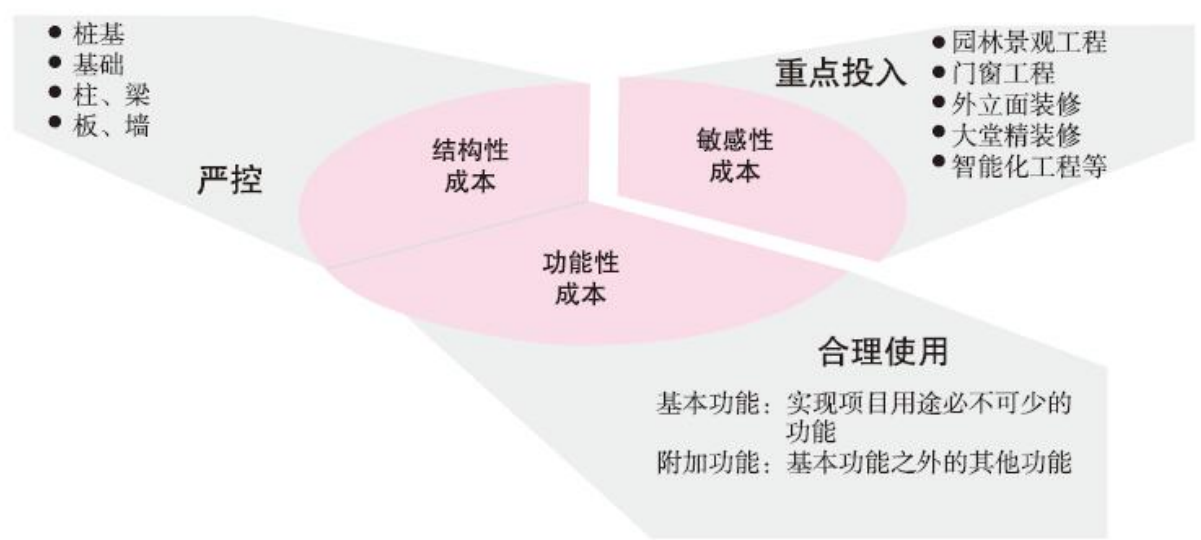 桩基
基础
柱、梁
板、墙
严控
结构性
成本
重点投入
园林景观工程
门窗工程
外立面装修
大堂精装修
智能化工程等
敏感性
成本
功能性
成本
合理使用
基本功能：实现项目用途必不可少的
功能
附加功能：基本功能之外的其他功能